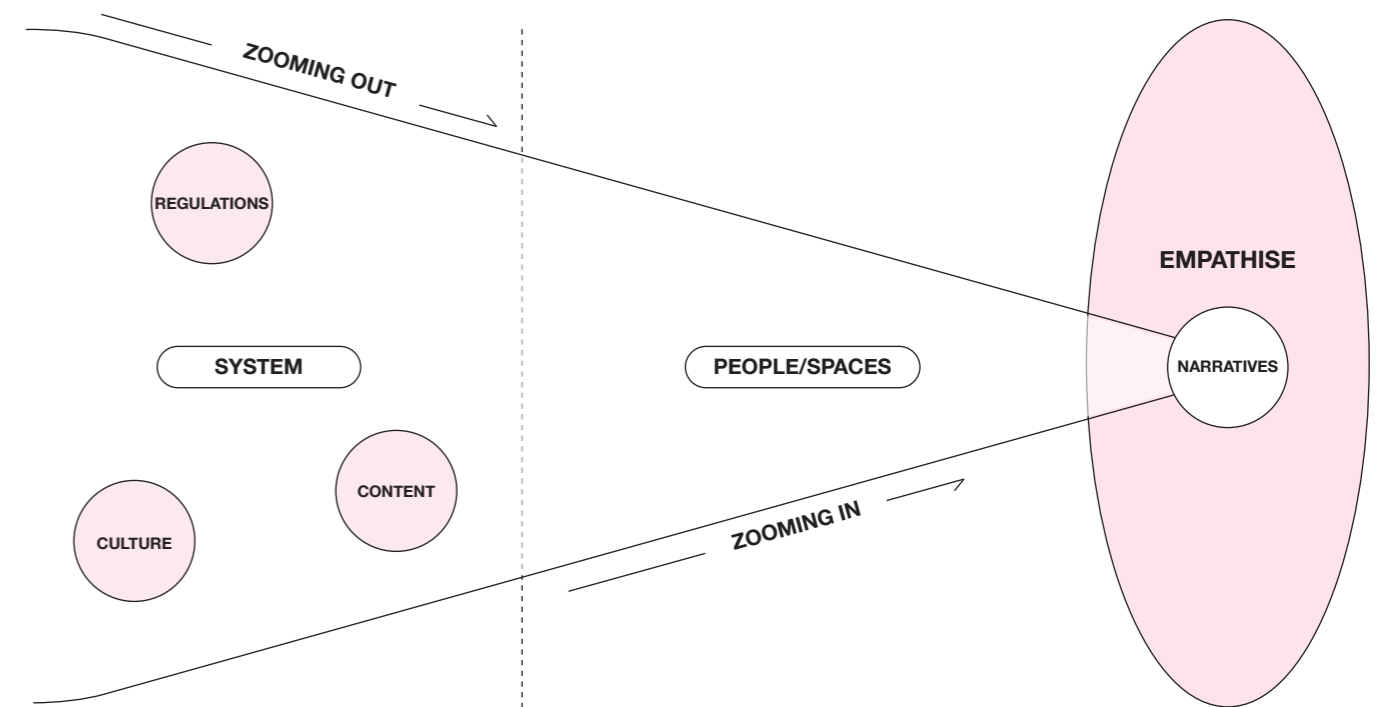 ZOOMING OUT
REGULATIONS
EMPATHISE
SYSTEM
PEOPLE/SPACES
NARRATIVES
CONTENT
CULTURE
ZOOMING IN